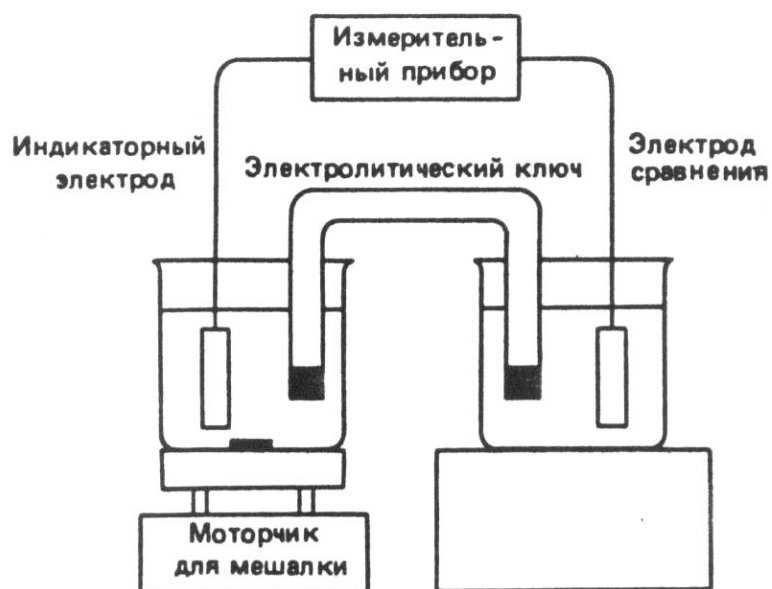 Измеритель-
ный прибор
Индикаторный
электрод
Электролитический ключ
Электрод
сравнения
Моторчик
для мешалки